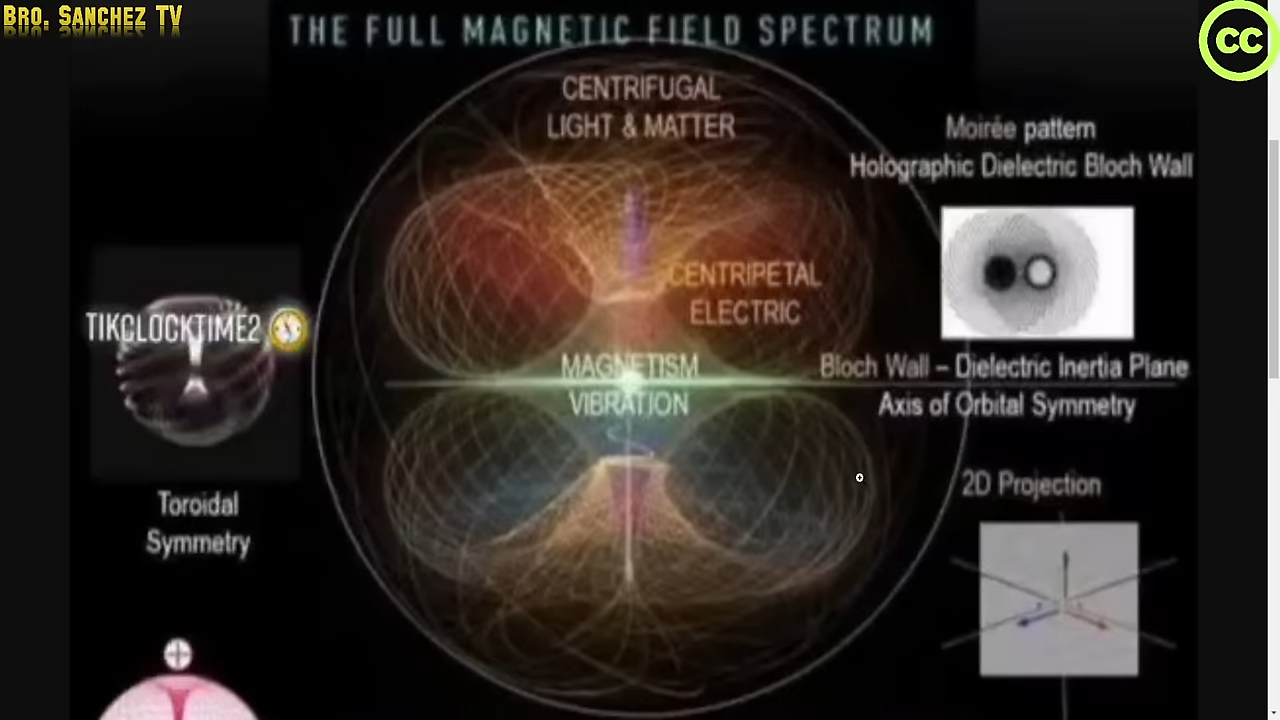 BRO. SANCHEZ TV
THE FULL MAGNETIC FIELD SPECTRUM
CC
CENTRIFUGAL
LIGHT & MATTER
Moirée pattern
Holographic Dielectric Bloch Wall
CENTRIPETAL
ELECTRIC
TIKCLOCKTIME2
MAGNETISM
VIBRATION
Bloch Wall – Dielectric Inertia Plane
Axis of Orbital Symmetry
2D Projection
Toroidal
Symmetry